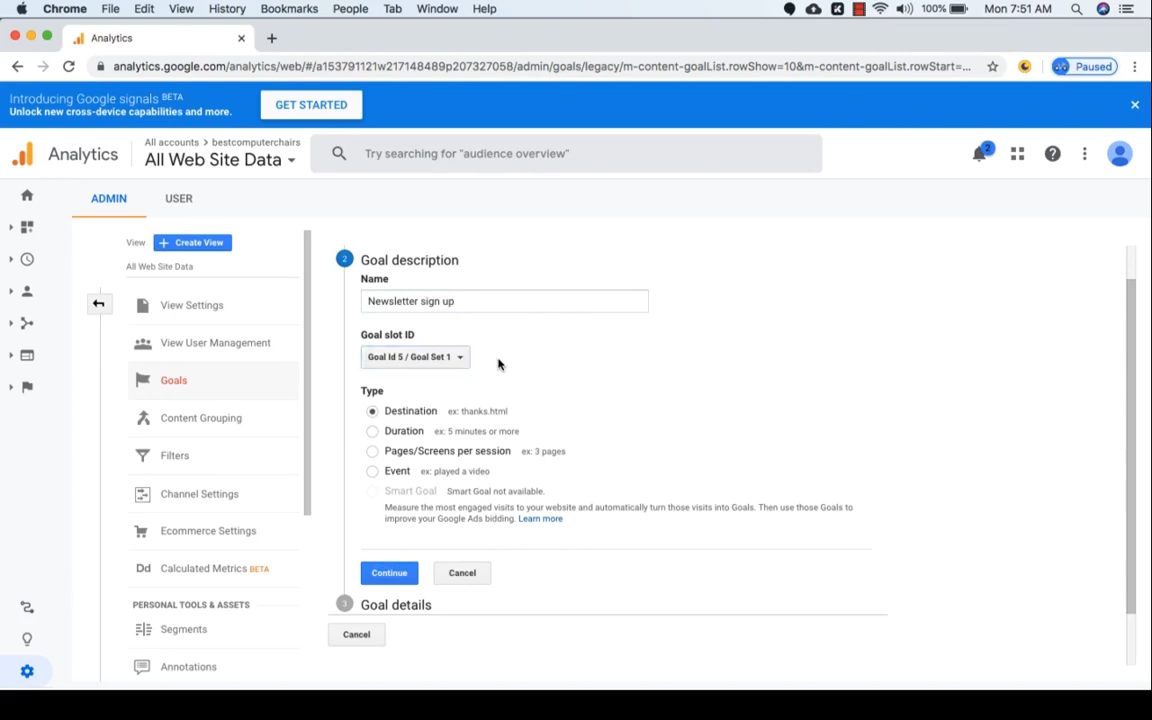 Chrome File Edit View History Bookmarks People Tab Window Help 100% Mon 7:51 AM
Analytics
analytics.google.com/analytics/web/#/a153791121w217148489p207327058/admin/goals/legacy/m-content-goalList.rowShow=10&m-content-goalList.rowStart=... Paused
Introducing Google signals BETA
Unlock new cross-device capabilities and more.
GET STARTED
Analytics
All accounts > bestcomputerchairs
All Web Site Data
Try searching for "audience overview"
2
ADMIN USER
View + Create View
All Web Site Data
View Settings
View User Management
Goals
Content Grouping
Filters
Channel Settings
Ecommerce Settings
Dd Calculated Metrics BETA
PERSONAL TOOLS & ASSETS
Segments
Annotations
2 Goal description
Name
Newsletter sign up
Goal slot ID
Goal Id 5 / Goal Set 1
Type
Destination ex: thanks.html
Duration ex: 5 minutes or more
Pages/Screens per session ex: 3 pages
Event ex: played a video
Smart Goal Smart Goal not available.
Measure the most engaged visits to your website and automatically turn those visits into Goals. Then use those Goals to
improve your Google Ads bidding. Learn more
Continue Cancel
3 Goal details
Cancel